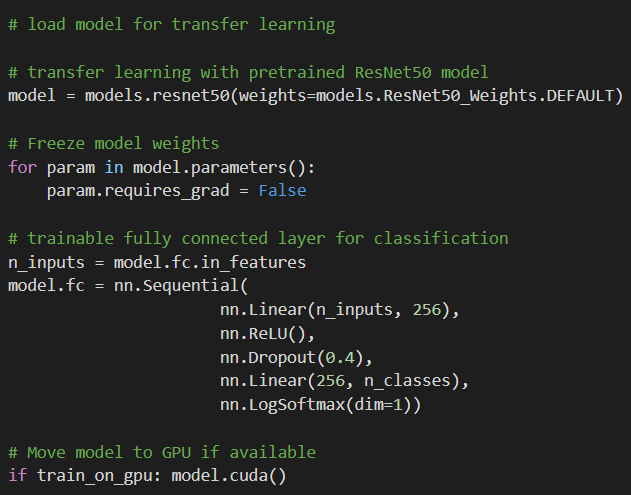 # load model for transfer learning
# transfer learning with pretrained ResNet50 model
model = models.resnet50(weights=models.ResNet50_Weights.DEFAULT)
# Freeze model weights
for param in model.parameters():
    param.requires_grad = False
# trainable fully connected layer for classification
n_inputs = model.fc.in_features
model.fc = nn.Sequential(
                      nn.Linear(n_inputs, 256),
                      nn.ReLU(),
                      nn.Dropout(0.4),
                      nn.Linear(256, n_classes),
                      nn.LogSoftmax(dim=1))
# Move model to GPU if available
if train_on_gpu: model.cuda()